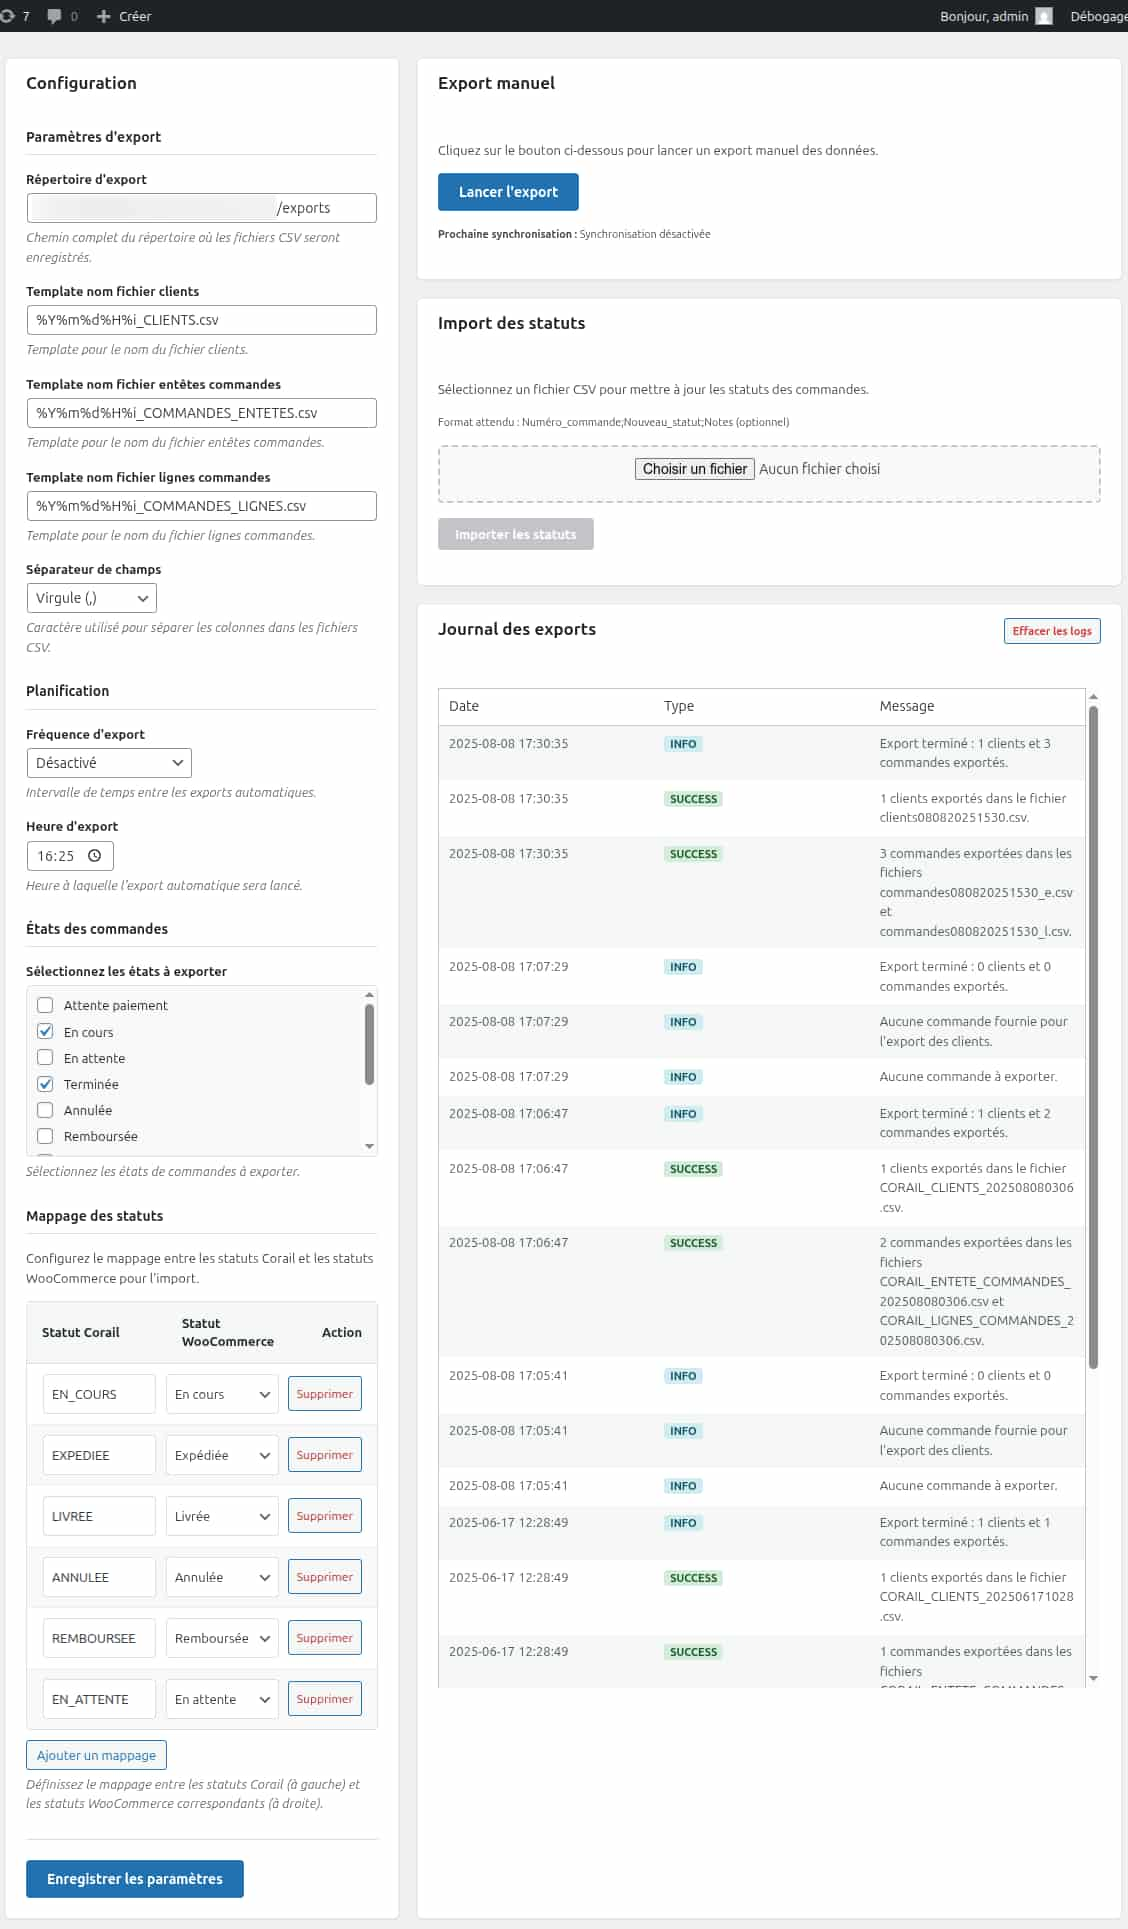 7 0 Créer Bonjour, admin Débogage
Configuration
Paramètres d'export
Répertoire d'export
/exports
Chemin complet du répertoire où les fichiers CSV seront
enregistrés.
Template nom fichier clients
%Y%m%d%H%i_CLIENTS.csv
Template pour le nom du fichier clients.
Template nom fichier entêtes commandes
%Y%m%d%H%i_COMMANDES_ENTETES.csv
Template pour le nom du fichier entêtes commandes.
Template nom fichier lignes commandes
%Y%m%d%H%i_COMMANDES_LIGNES.csv
Template pour le nom du fichier lignes commandes.
Séparateur de champs
Virgule (,)
Caractère utilisé pour séparer les colonnes dans les fichiers
CSV.
Planification
Fréquence d'export
Désactivé
Intervalle de temps entre les exports automatiques.
Heure d'export
16:25
Heure à laquelle l'export automatique sera lancé.
États des commandes
Sélectionnez les états à exporter
Attente paiement
En cours
En attente
Terminée
Annulée
Remboursée
Sélectionnez les états de commandes à exporter.
Mappage des statuts
Configurez le mappage entre les statuts Corail et les statuts
WooCommerce pour l'import.
Statut Corail Statut WooCommerce Action
EN_COURS En cours Supprimer
EXPEDIEE Expédiée Supprimer
LIVREE Livrée Supprimer
ANNULEE Annulée Supprimer
REMBOURSEE Remboursée Supprimer
EN_ATTENTE En attente Supprimer
Ajouter un mappage
Définissez le mappage entre les statuts Corail (à gauche) et
les statuts WooCommerce correspondants (à droite).
Enregistrer les paramètres
Export manuel
Cliquez sur le bouton ci-dessous pour lancer un export manuel des données.
Lancer l'export
Prochaine synchronisation : Synchronisation désactivée
Import des statuts
Sélectionnez un fichier CSV pour mettre à jour les statuts des commandes.
Format attendu : Numéro_commande;Nouveau_statut;Notes (optionnel)
Choisir un fichier Aucun fichier choisi
Importer les statuts
Journal des exports Effacer les logs
Date Type Message
2025-08-08 17:30:35 INFO Export terminé : 1 clients et 3
commandes exportés.
2025-08-08 17:30:35 SUCCESS 1 clients exportés dans le fichier
clients080820251530.csv.
2025-08-08 17:30:35 SUCCESS 3 commandes exportées dans les
fichiers
commandes080820251530_e.csv
et
commandes080820251530_l.csv.
2025-08-08 17:07:29 INFO Export terminé : 0 clients et 0
commandes exportés.
2025-08-08 17:07:29 INFO Aucune commande fournie pour
l'export des clients.
2025-08-08 17:07:29 INFO Aucune commande à exporter.
2025-08-08 17:06:47 INFO Export terminé : 1 clients et 2
commandes exportés.
2025-08-08 17:06:47 SUCCESS 1 clients exportés dans le fichier
CORAIL_CLIENTS_202508080306
.csv.
2025-08-08 17:06:47 SUCCESS 2 commandes exportées dans les
fichiers
CORAIL_ENTETE_COMMANDES_
202508080306.csv et
CORAIL_LIGNES_COMMANDES_2
02508080306.csv.
2025-08-08 17:05:41 INFO Export terminé : 0 clients et 0
commandes exportés.
2025-08-08 17:05:41 INFO Aucune commande fournie pour
l'export des clients.
2025-08-08 17:05:41 INFO Aucune commande à exporter.
2025-06-17 12:28:49 INFO Export terminé : 1 clients et 1
commandes exportés.
2025-06-17 12:28:49 SUCCESS 1 clients exportés dans le fichier
CORAIL_CLIENTS_202506171028
.csv.
2025-06-17 12:28:49 SUCCESS 1 commandes exportées dans les
fichiers